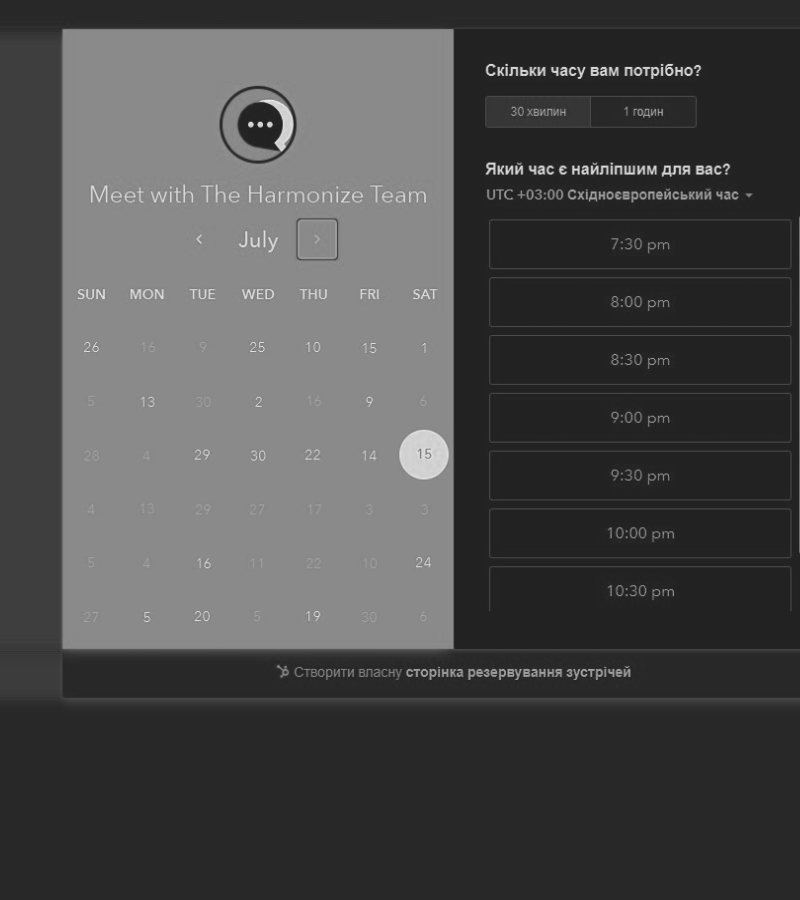 Meet with The Harmonize Team
July
SUN MON TUE WED THU FRI SAT
26 16 9 25 10 15 1
5 13 30 2 16 9 6
28 4 29 30 22 14 15
4 13 29 27 17 3 3
5 4 16 11 22 10 24
27 5 20 5 19 30 6
Скільки часу вам потрібно?
30 хвилин 1 годин
Який час є найліпшим для вас?
UTC +03:00 Східноєвропейський час
7:30 pm
8:00 pm
8:30 pm
9:00 pm
9:30 pm
10:00 pm
10:30 pm
Створити власну сторінка резервування зустрічей